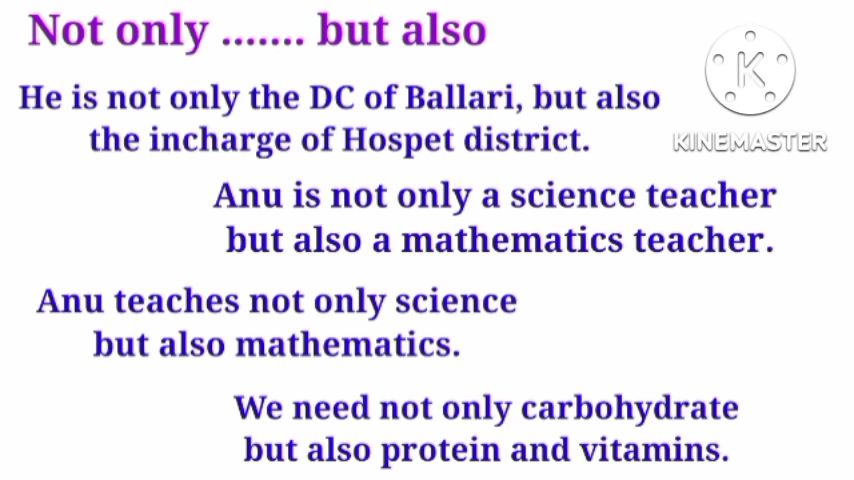 Not only ....... but also
He is not only the DC of Ballari, but also
the incharge of Hospet district.
K
KINEMASTER
Anu is not only a science teacher
but also a mathematics teacher.
Anu teaches not only science
but also mathematics.
We need not only carbohydrate
but also protein and vitamins.